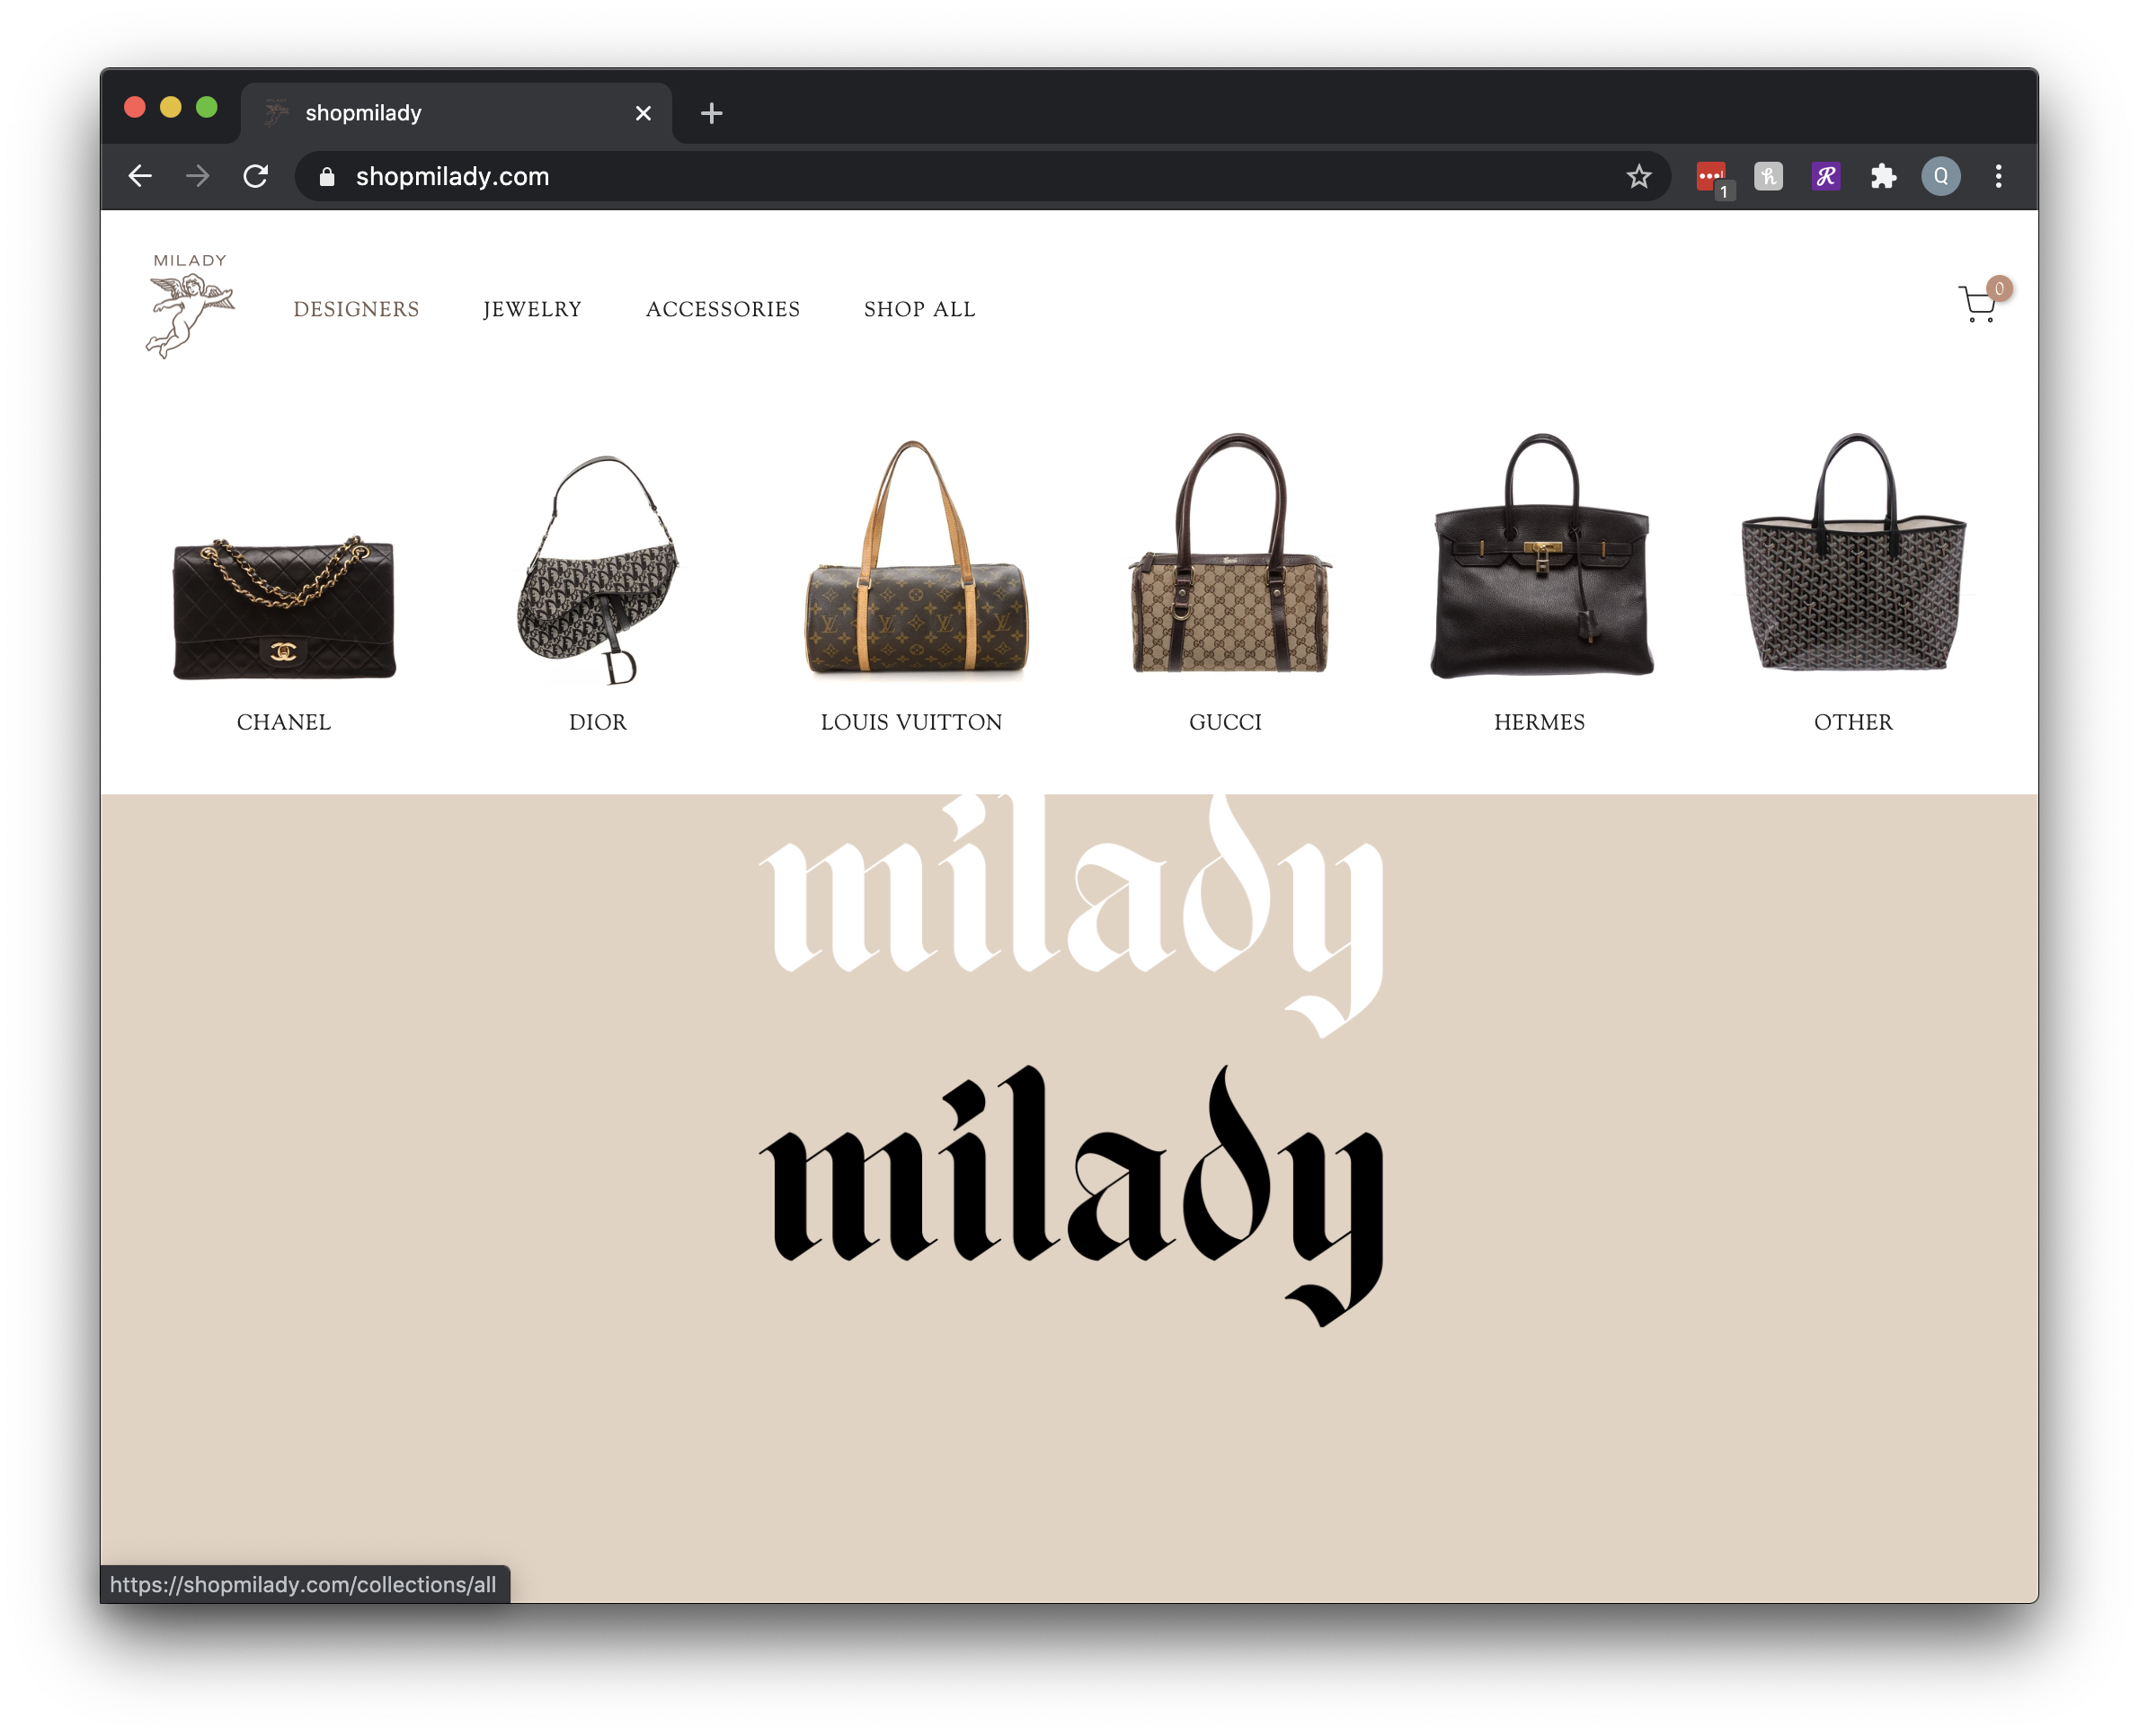 shopmilady
shopmilady.com
1
Q
MILADY
DESIGNERS JEWELRY ACCESSORIES SHOP ALL
0
CHANEL DIOR LOUIS VUITTON GUCCI HERMES OTHER
milady
milady
https://shopmilady.com/collections/all